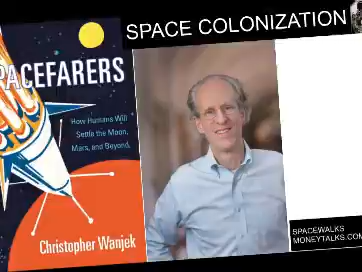 SPACE COLONIZATION
PACEFARERS
How Humans Will
Settle the Moon,
Mars, and Beyond
Christopher Wanjek
SPACEWALKS
MONEYTALKS.COM